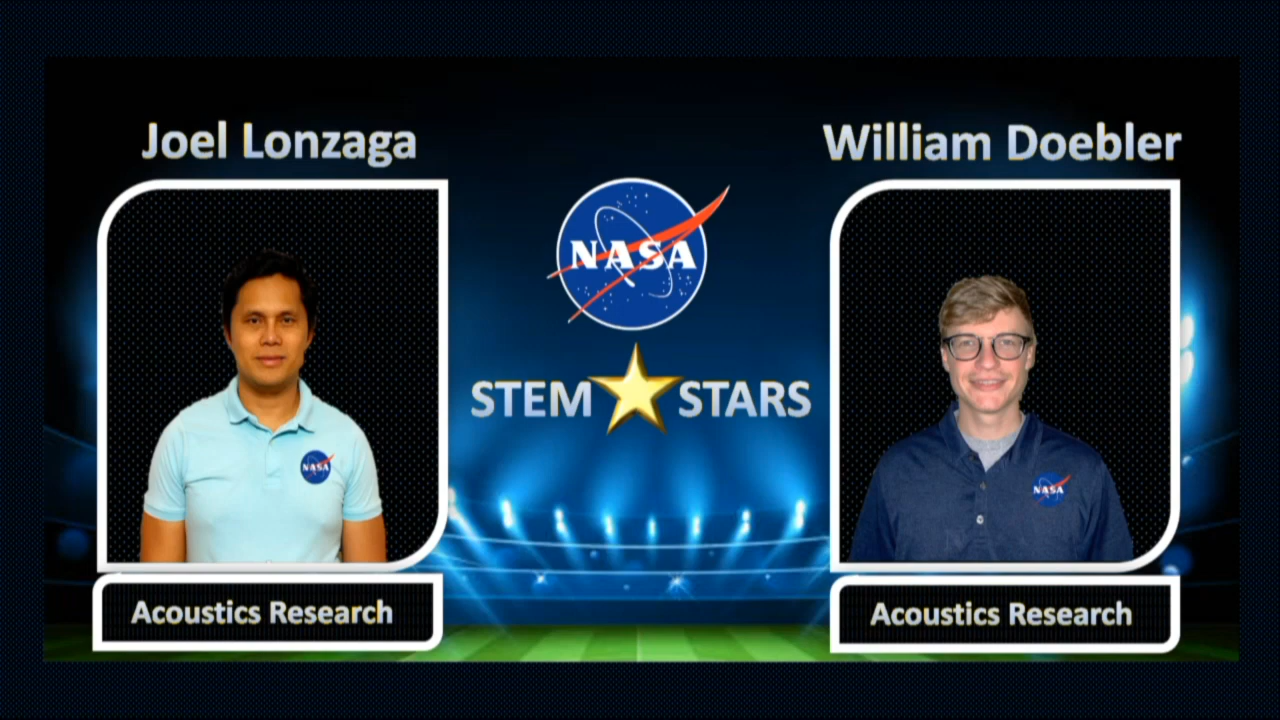 Joel Lonzaga
William Doebler
NASA
STEM STARS
NASA
NASA
Acoustics Research
Acoustics Research